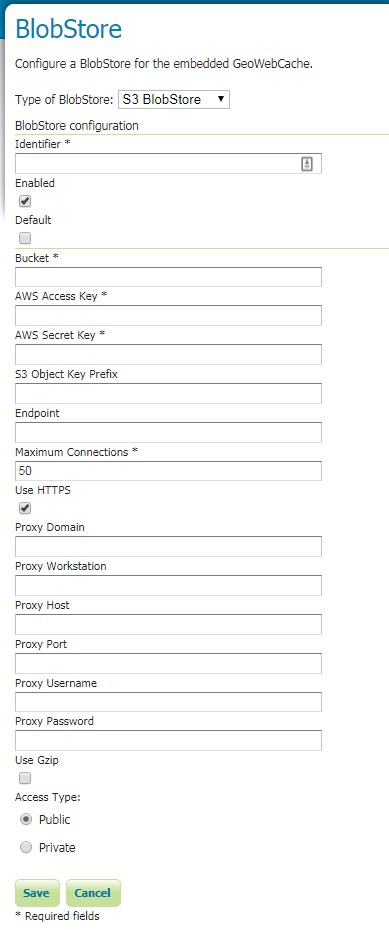 BlobStore
Configure a BlobStore for the embedded GeoWebCache.
Type of BlobStore: S3 BlobStore
BlobStore configuration
Identifier *
Enabled
Default
Bucket *
AWS Access Key *
AWS Secret Key *
S3 Object Key Prefix
Endpoint
Maximum Connections *
50
Use HTTPS
Proxy Domain
Proxy Workstation
Proxy Host
Proxy Port
Proxy Username
Proxy Password
Use Gzip
Access Type:
Public
Private
Save Cancel
* Required fields